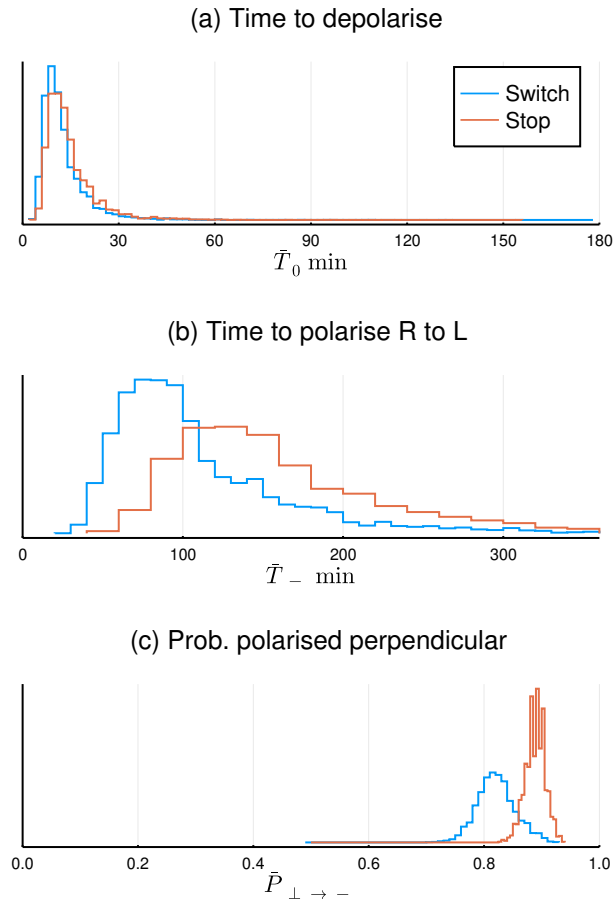 (a) Time to depolarise
Switch
Stop
0 30 60 90 120 150 180
T̄₀ min
(b) Time to polarise R to L
0 100 200 300
T̄₋ min
(c) Prob. polarised perpendicular
0.0 0.2 0.4 0.6 0.8 1.0
P̄⊥→−